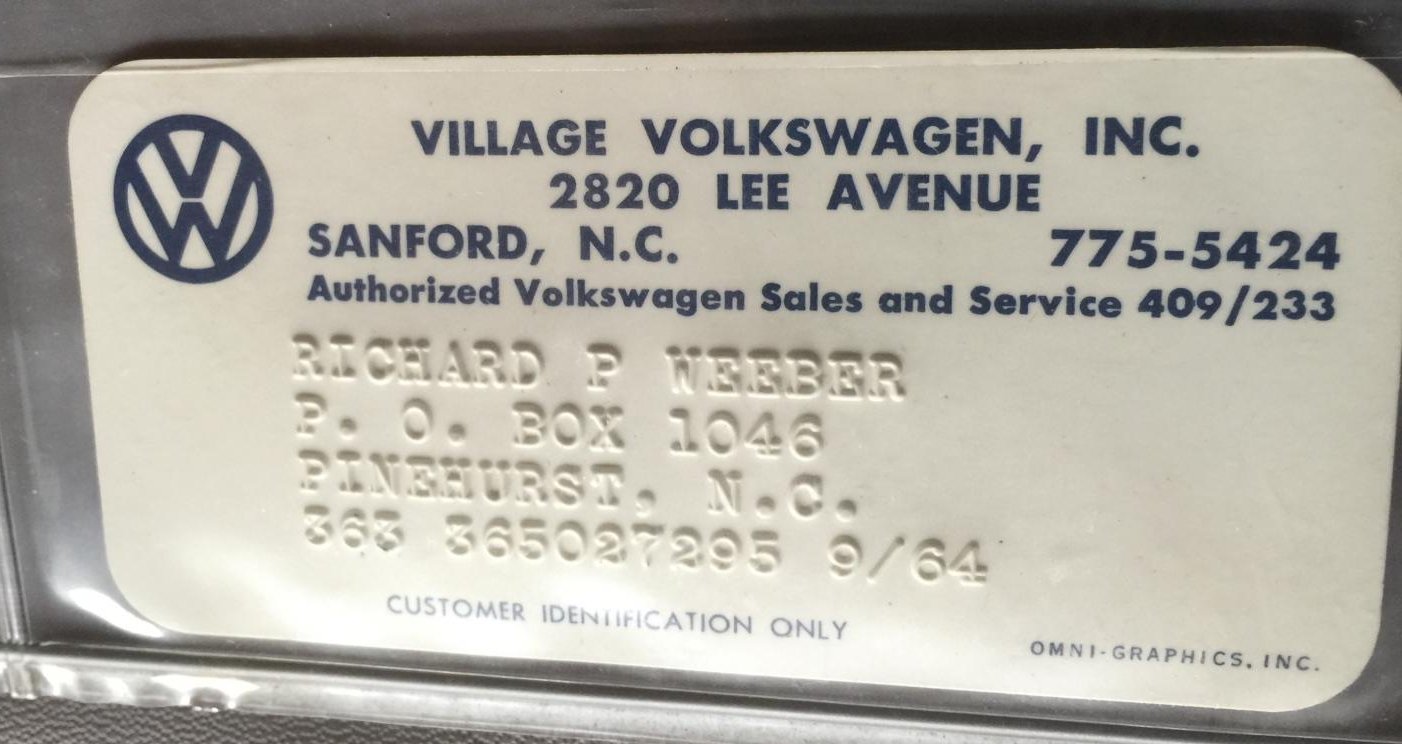 VILLAGE VOLKSWAGEN, INC.
2820 LEE AVENUE
SANFORD, N.C. 775-5424
Authorized Volkswagen Sales and Service 409/233
RICHARD P WEEBER
P. O. BOX 1046
PINEHURST, N.C.
363 365027295 9/64
CUSTOMER IDENTIFICATION ONLY
OMNI-GRAPHICS, INC.